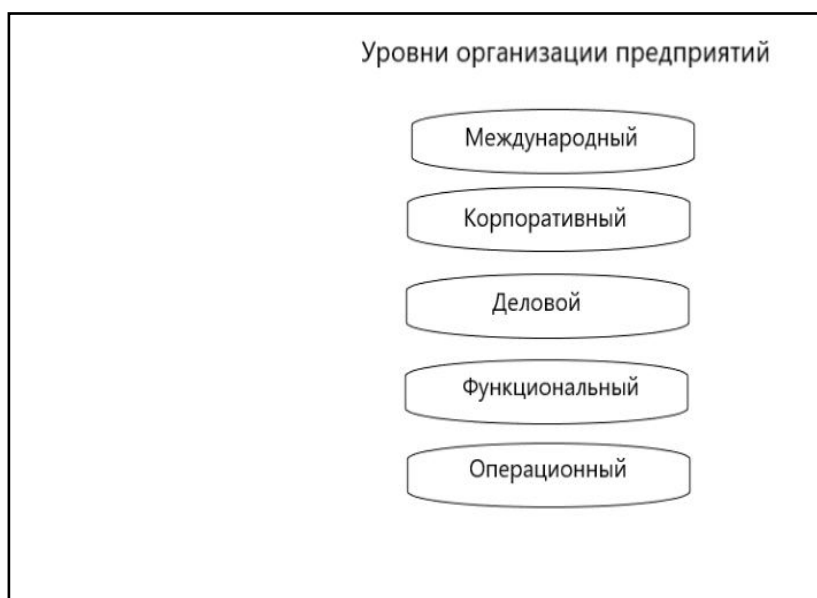 Уровни организации предприятий
Международный
Корпоративный
Деловой
Функциональный
Операционный